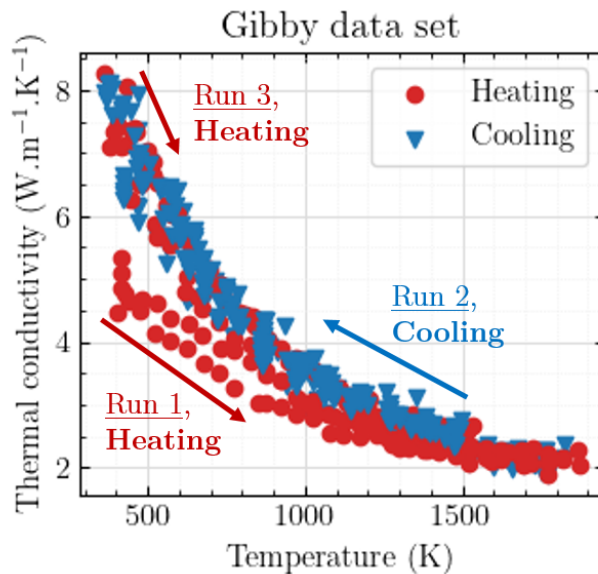 Gibby data set
Thermal conductivity (W.m⁻¹.K⁻¹)
8
6
4
2
Heating
Cooling
Run 3,
Heating
Run 2,
Cooling
Run 1,
Heating
500
1000
1500
Temperature (K)